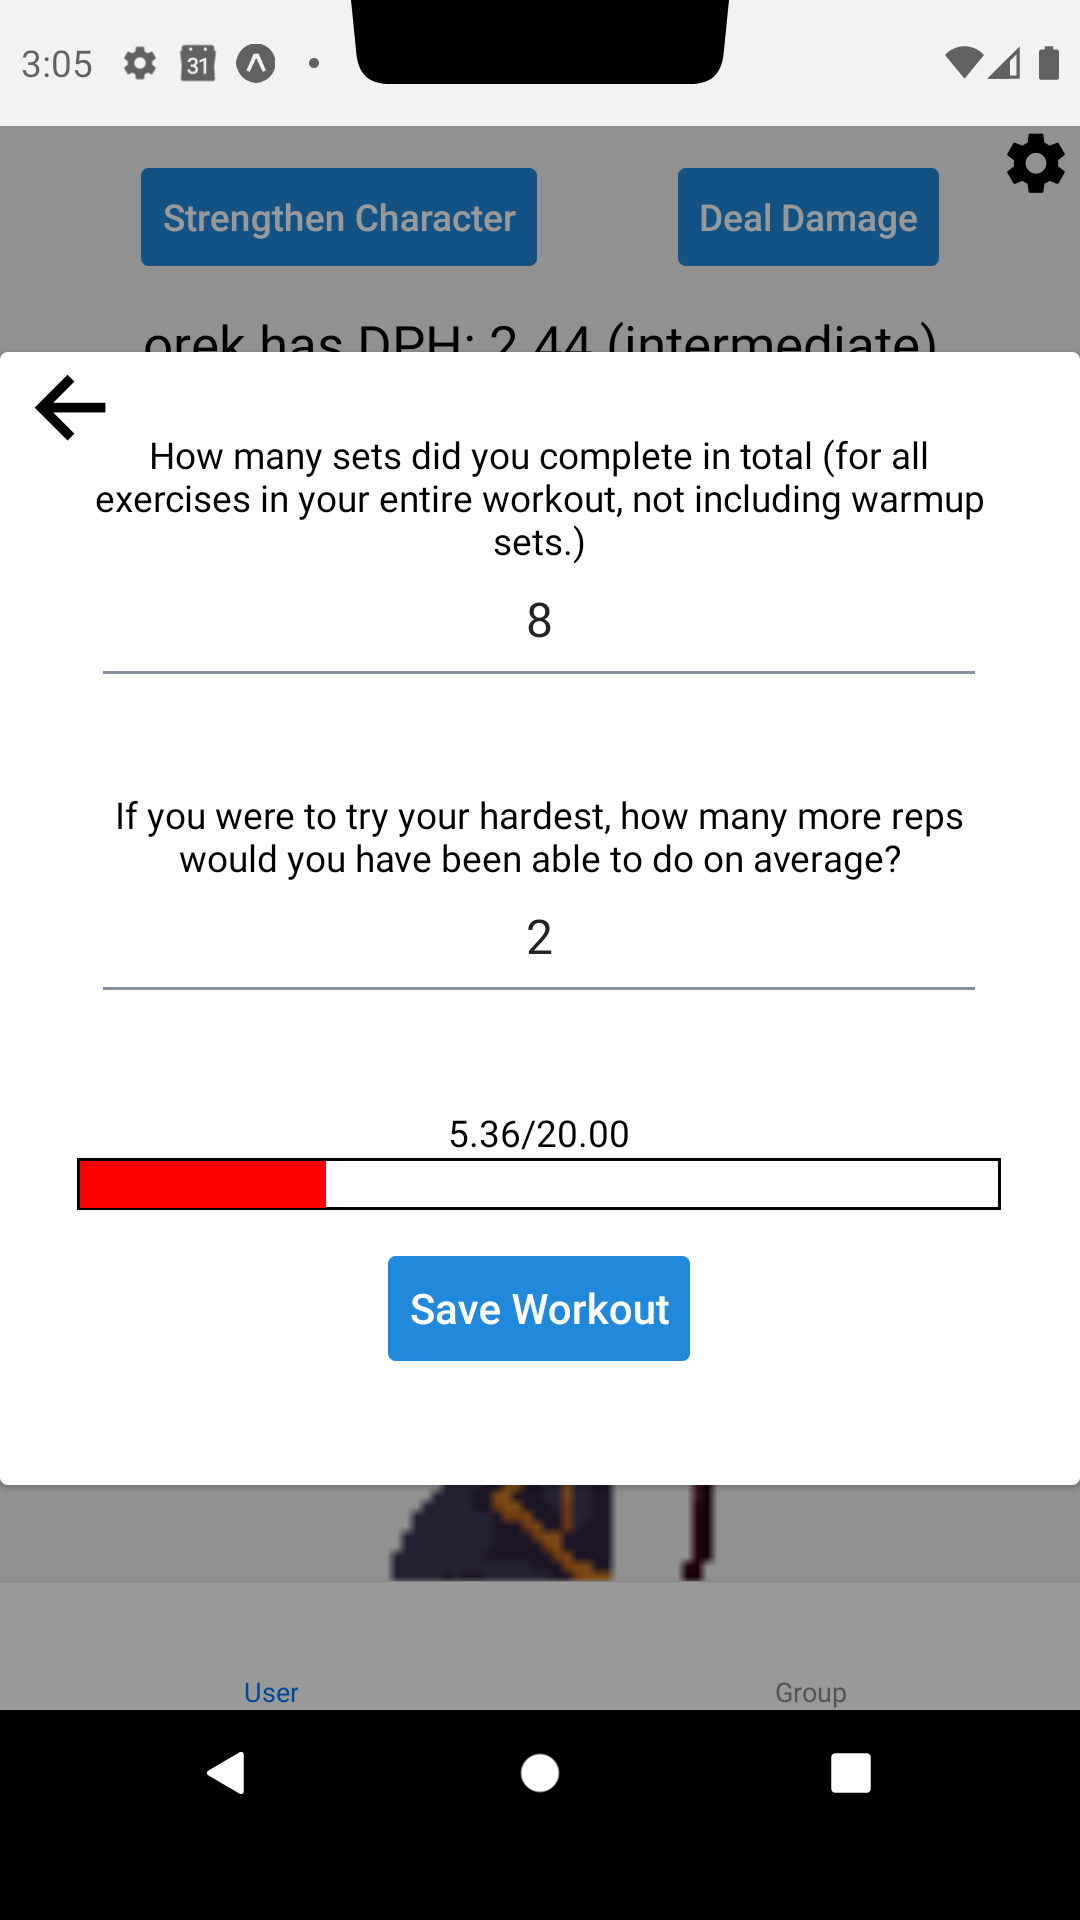 3:05
31
Strengthen Character
Deal Damage
orek has DPH: 2.44 (intermediate)
How many sets did you complete in total (for all
exercises in your entire workout, not including warmup
sets.)
8
If you were to try your hardest, how many more reps
would you have been able to do on average?
2
5.36/20.00
Save Workout
User
Group